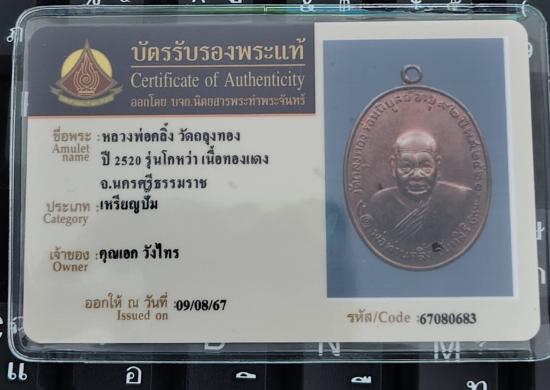 บัตรรับรองพระแท้
Certificate of Authenticity
ออกโดย บจก.นิตยสารพระท่าพระจันทร์
ชื่อพระ : หลวงพ่อคลิ้ง วัดถลุงทอง
Amulet name
ปี 2520 รุ่นโกหว่า เนื้อทองแดง
จ.นครศรีธรรมราช
ประเภท : เหรียญปั๊ม
Category
เจ้าของ : คุณเอก วังไทร
Owner
ออกให้ ณ วันที่ : 09/08/67
Issued on
รหัส/Code : 67080683
ภ
M
แ
อ
ท